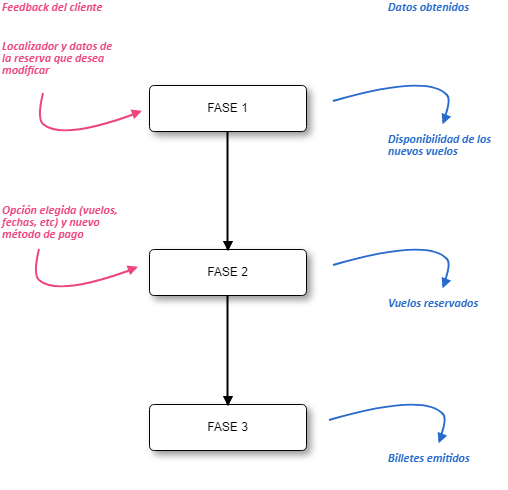 Feedback del cliente
Datos obtenidos
Localizador y datos de
la reserva que desea
modificar
FASE 1
Disponibilidad de los
nuevos vuelos
Opción elegida (vuelos,
fechas, etc) y nuevo
método de pago
FASE 2
Vuelos reservados
FASE 3
Billetes emitidos